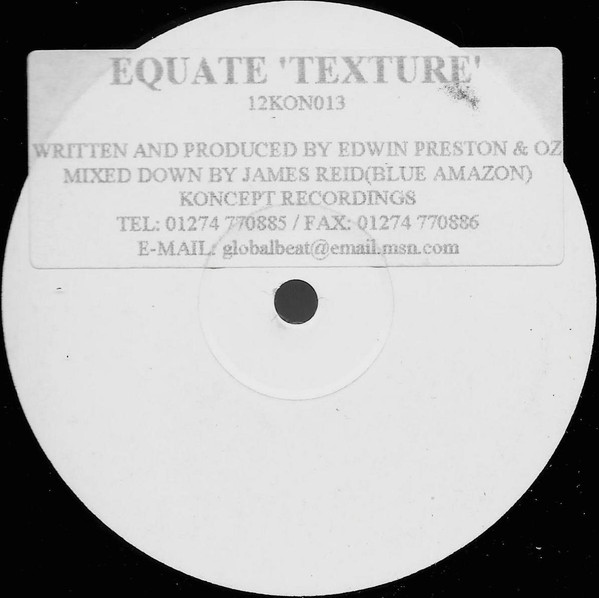 EQUATE 'TEXTURE'
12KON013
WRITTEN AND PRODUCED BY EDWIN PRESTON & OZ
MIXED DOWN BY JAMES REID(BLUE AMAZON)
KONCEPT RECORDINGS
TEL: 01274 770885 / FAX: 01274 770886
E-MAIL: globalbeat@email.msn.com